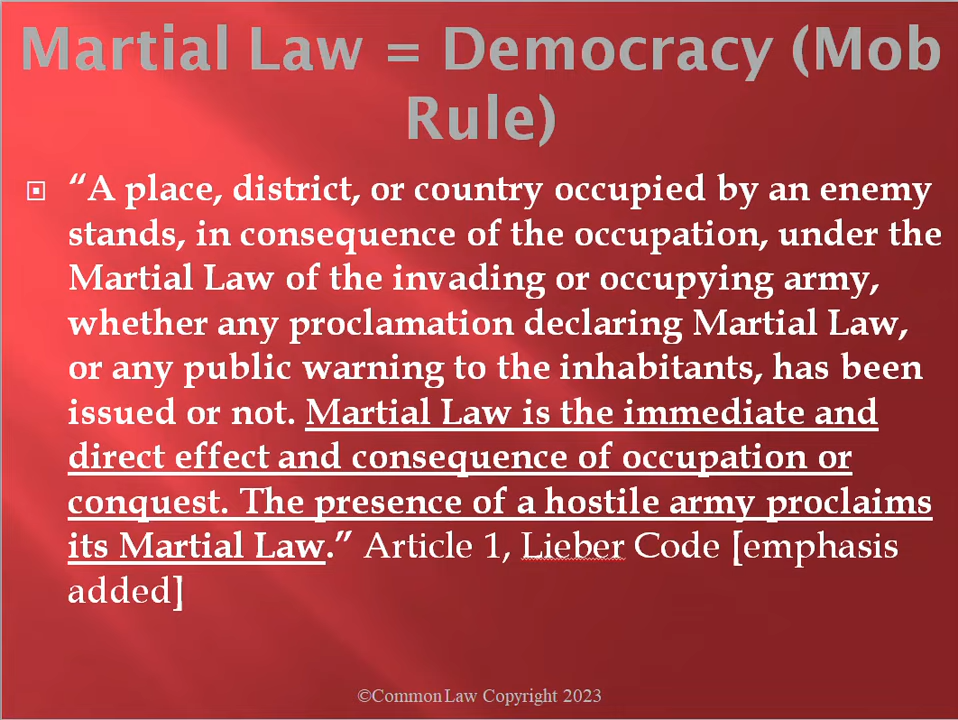 Martial Law = Democracy (Mob
Rule)
“A place, district, or country occupied by an enemy
stands, in consequence of the occupation, under the
Martial Law of the invading or occupying army,
whether any proclamation declaring Martial Law,
or any public warning to the inhabitants, has been
issued or not. Martial Law is the immediate and
direct effect and consequence of occupation or
conquest. The presence of a hostile army proclaims
its Martial Law.” Article 1, Lieber Code [emphasis
added]
©CommonLaw Copyright 2023